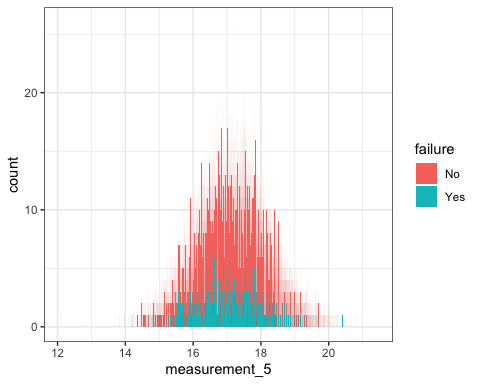 20
10
0
count
12 14 16 18 20
measurement_5
failure
No
Yes